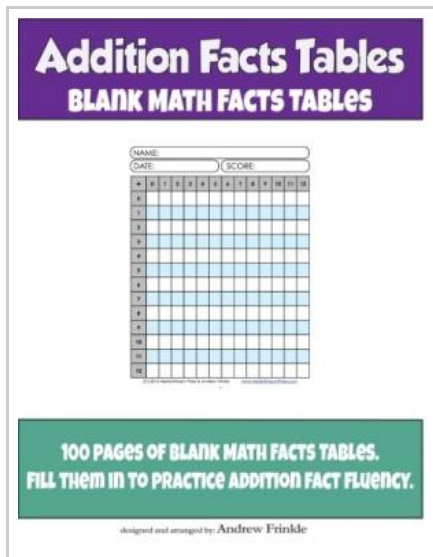 Addition Facts Tables
BLANK MATH FACTS TABLES
NAME:
DATE: SCORE:
+ 0 1 2 3 4 5 6 7 8 9 10 11 12
0
1
2
3
4
5
6
7
8
9
10
11
12
100 PAGES OF BLANK MATH FACTS TABLES.
FILL THEM IN TO PRACTICE ADDITION FACT FLUENCY.
designed and arranged by: Andrew Frinkle